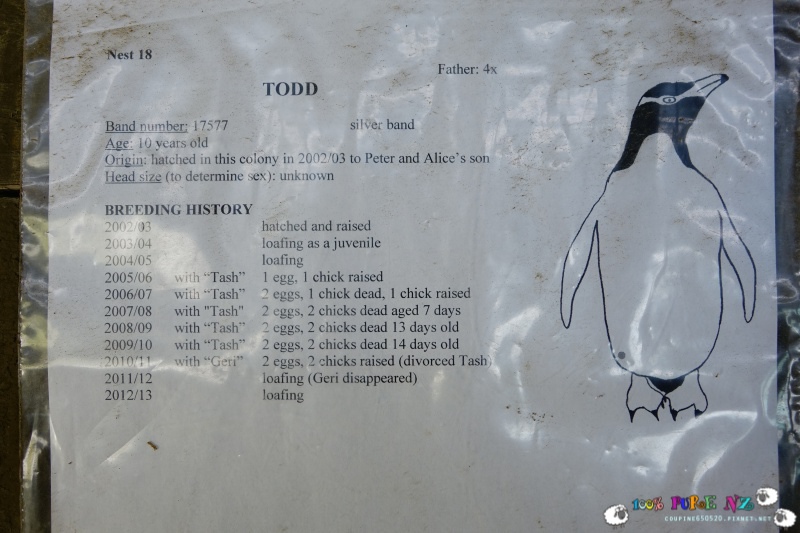 Nest 18
Father: 4x
TODD
Band number: 17577 silver band
Age: 10 years old
Origin: hatched in this colony in 2002/03 to Peter and Alice's son
Head size (to determine sex): unknown
BREEDING HISTORY
2002/03 hatched and raised
2003/04 loafing as a juvenile
2004/05 loafing
2005/06 with “Tash” 1 egg, 1 chick raised
2006/07 with “Tash” 2 eggs, 1 chick dead, 1 chick raised
2007/08 with "Tash" 2 eggs, 2 chicks dead aged 7 days
2008/09 with “Tash” 2 eggs, 2 chicks dead 13 days old
2009/10 with “Tash” 2 eggs, 2 chicks dead 14 days old
2010/11 with “Geri” 2 eggs, 2 chicks raised (divorced Tash)
2011/12 loafing (Geri disappeared)
2012/13 loafing
100% PURE NZ
COUPINE650520.PIXNET.NET